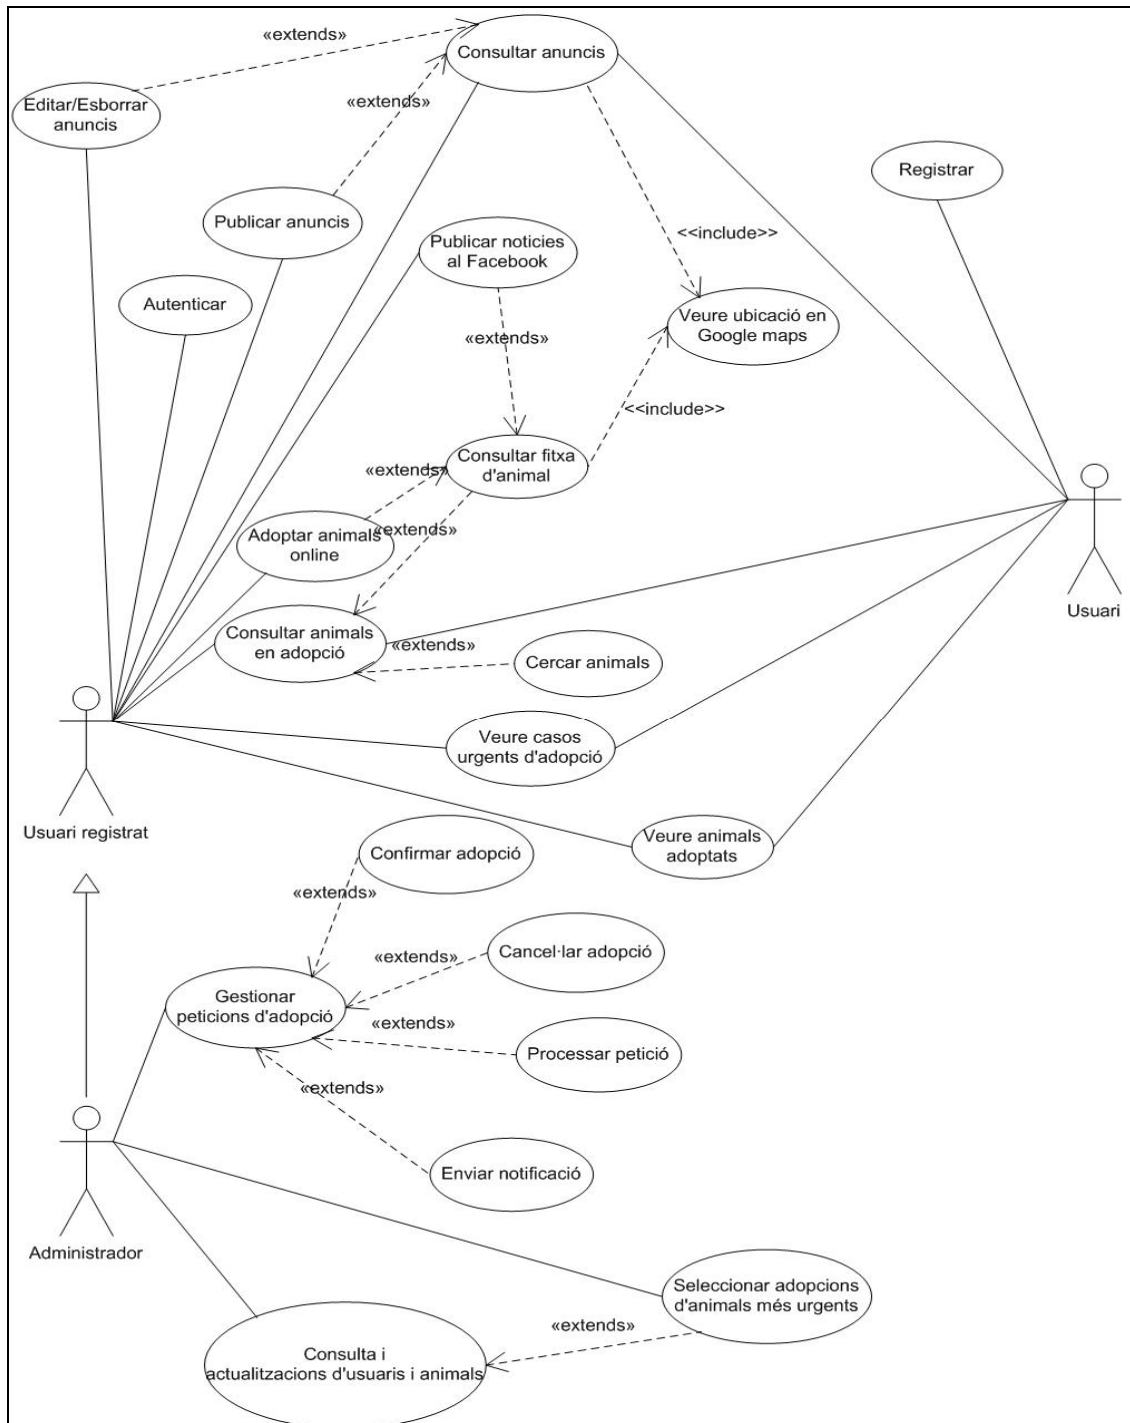 «extends»
Consultar anuncis
Editar/Esborrar
anuncis
«extends»
Registrar
Publicar anuncis
Publicar noticies
al Facebook
<<include>>
Autenticar
Veure ubicació en
Google maps
«extends»
<<include>>
Consultar fitxa
d'animal
«extends»
Adoptar animals
online
«extends»
Usuari
Consultar animals
en adopció
«extends»
Cercar animals
Veure casos
urgents d'adopció
Usuari registrat
Veure animals
adoptats
Confirmar adopció
«extends»
Cancel·lar adopció
«extends»
Gestionar
peticions d'adopció
«extends»
Processar petició
«extends»
Enviar notificació
Administrador
Seleccionar adopcions
d'animals més urgents
«extends»
Consulta i
actualitzacions d'usuaris i animals